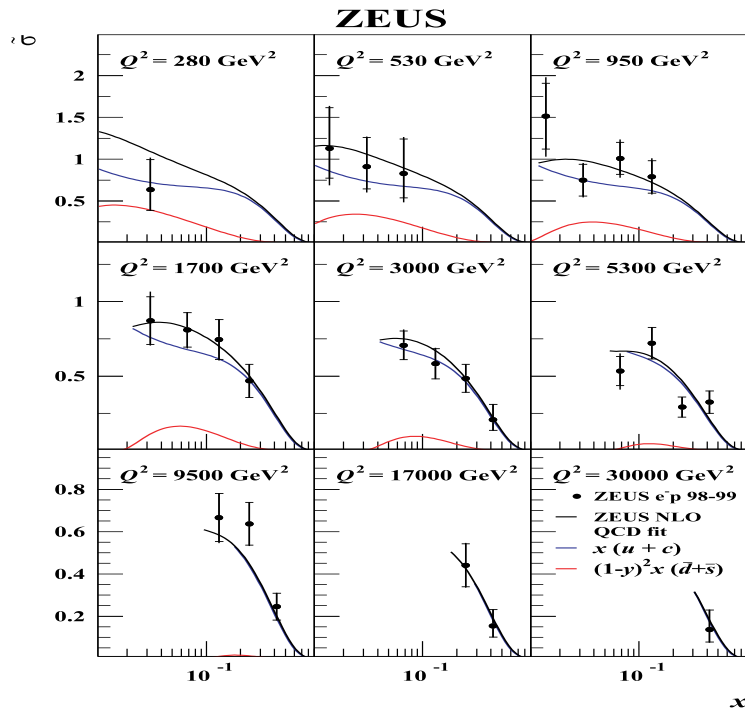 ZEUS
σ̃
Q² = 280 GeV² Q² = 530 GeV² Q² = 950 GeV²
2
1.5
1
0.5
Q² = 1700 GeV² Q² = 3000 GeV² Q² = 5300 GeV²
1
0.5
Q² = 9500 GeV² Q² = 17000 GeV² Q² = 30000 GeV²
0.8
0.6
0.4
0.2
ZEUS e⁻p 98-99
ZEUS NLO
QCD fit
x (u + c)
(1-y)²x (d̄+s̄)
10⁻¹ 10⁻¹ 10⁻¹
x